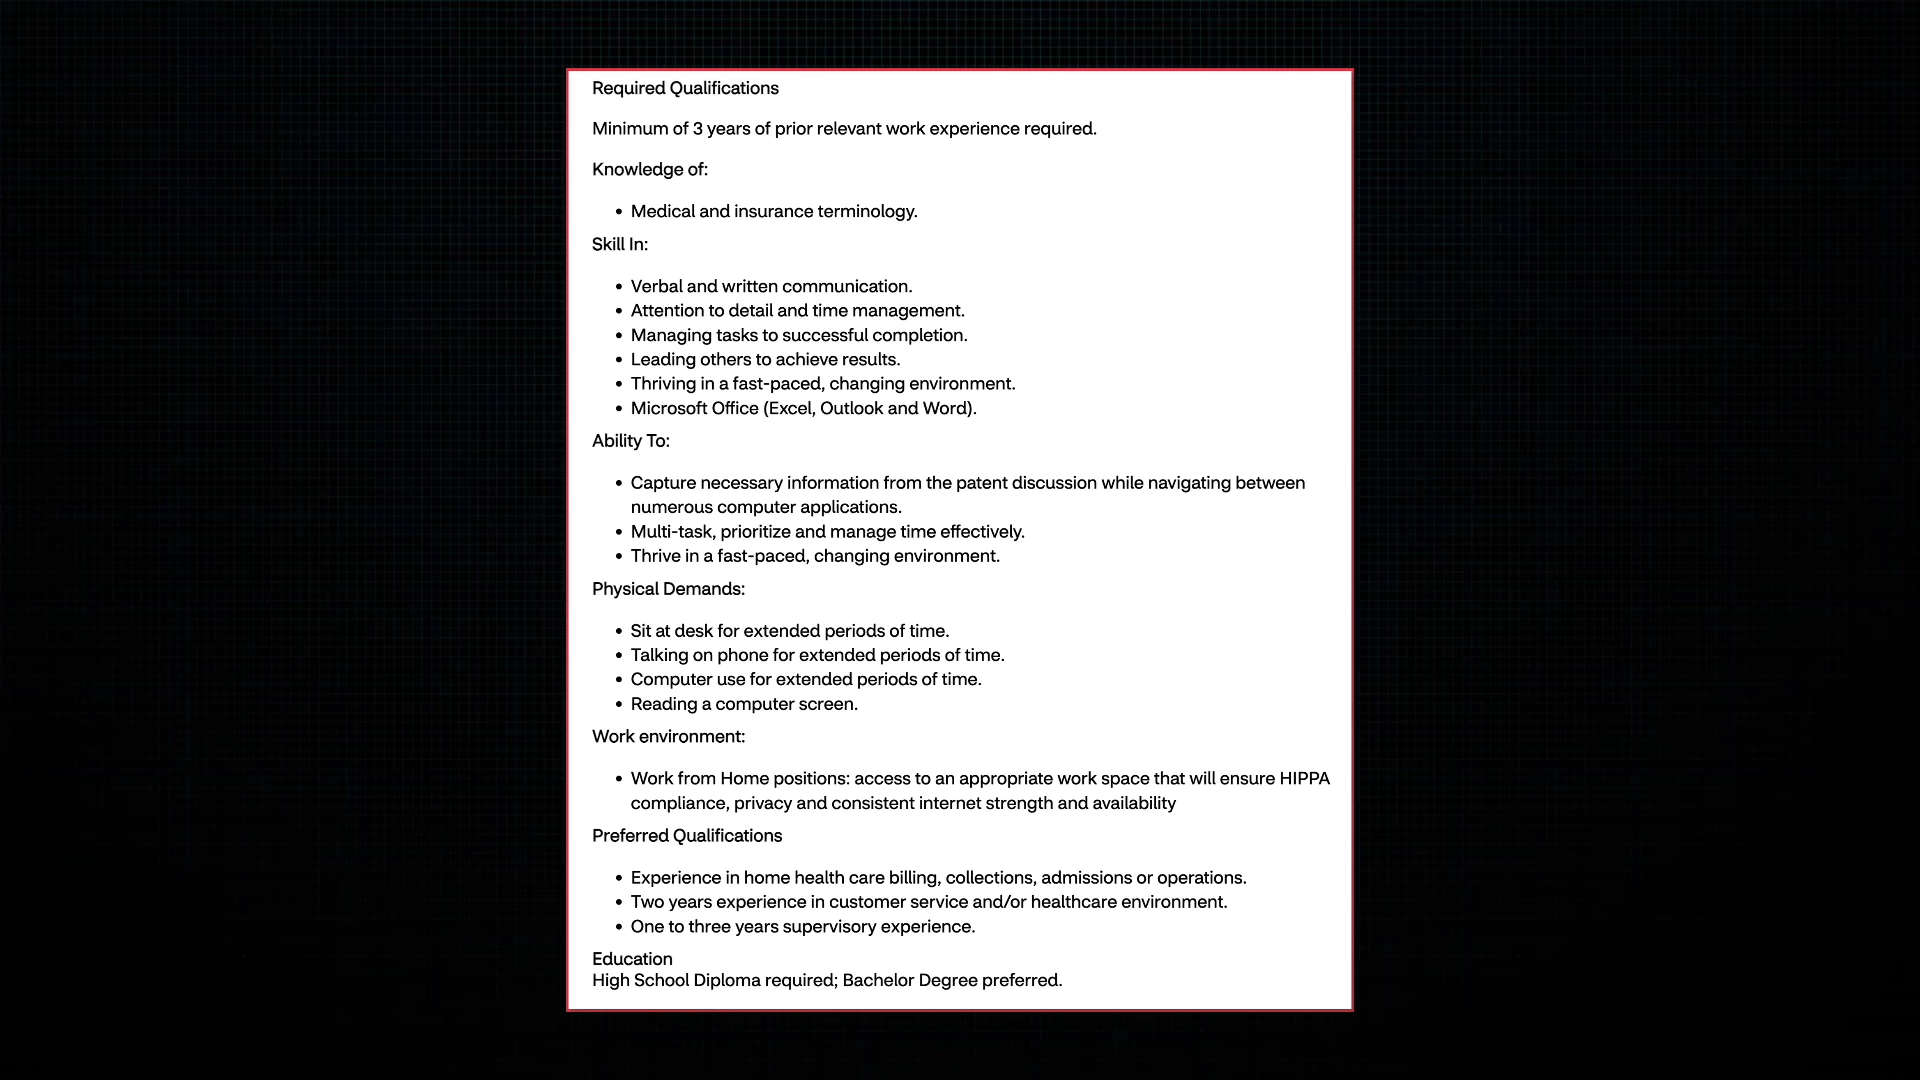 Required Qualifications
Minimum of 3 years of prior relevant work experience required.
Knowledge of:
• Medical and insurance terminology.
Skill In:
• Verbal and written communication.
• Attention to detail and time management.
• Managing tasks to successful completion.
• Leading others to achieve results.
• Thriving in a fast-paced, changing environment.
• Microsoft Office (Excel, Outlook and Word).
Ability To:
• Capture necessary information from the patent discussion while navigating between
numerous computer applications.
• Multi-task, prioritize and manage time effectively.
• Thrive in a fast-paced, changing environment.
Physical Demands:
• Sit at desk for extended periods of time.
• Talking on phone for extended periods of time.
• Computer use for extended periods of time.
• Reading a computer screen.
Work environment:
• Work from Home positions: access to an appropriate work space that will ensure HIPPA
compliance, privacy and consistent internet strength and availability
Preferred Qualifications
• Experience in home health care billing, collections, admissions or operations.
• Two years experience in customer service and/or healthcare environment.
• One to three years supervisory experience.
Education
High School Diploma required; Bachelor Degree preferred.